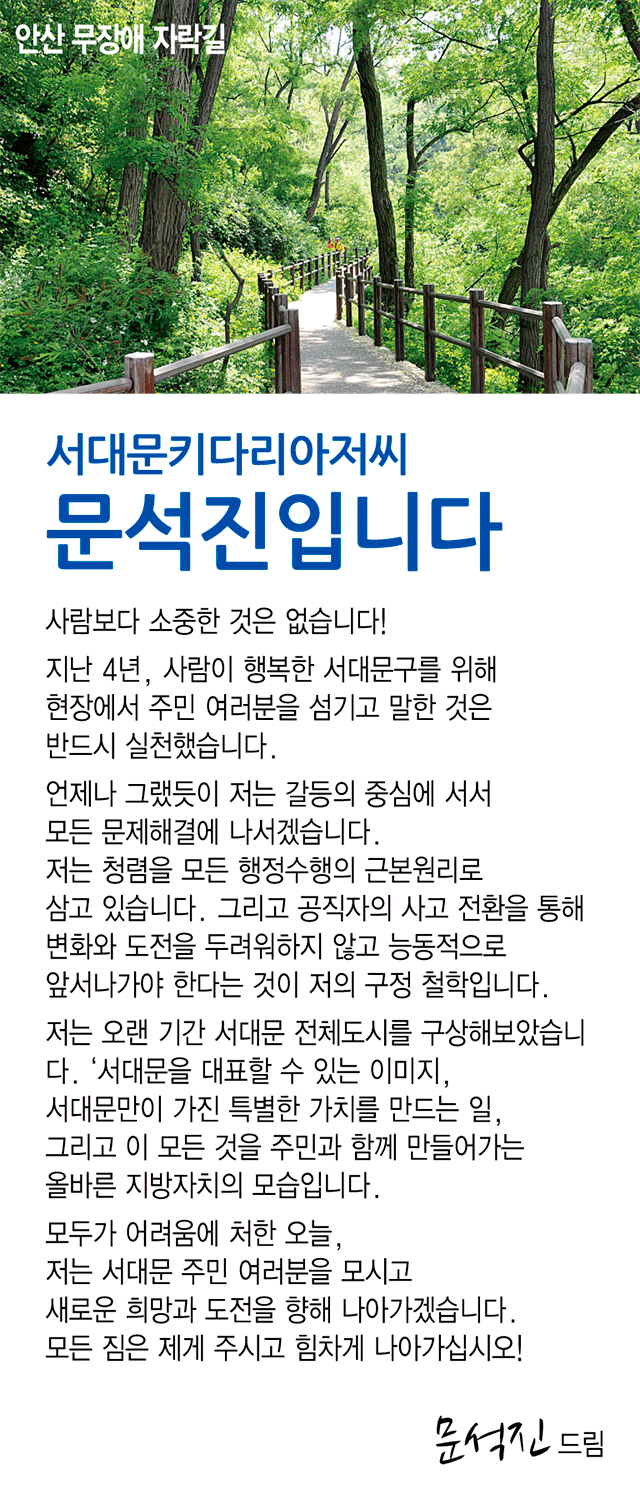 안산 무장애 자락길
서대문키다리아저씨
문석진입니다
사람보다 소중한 것은 없습니다!
지난 4년, 사람이 행복한 서대문구를 위해
현장에서 주민 여러분을 섬기고 말한 것은
반드시 실천했습니다.
언제나 그랬듯이 저는 갈등의 중심에 서서
모든 문제해결에 나서겠습니다.
저는 청렴을 모든 행정수행의 근본원리로
삼고 있습니다. 그리고 공직자의 사고 전환을 통해
변화와 도전을 두려워하지 않고 능동적으로
앞서나가야 한다는 것이 저의 구정 철학입니다.
저는 오랜 기간 서대문 전체도시를 구상해보았습니
다. ‘서대문을 대표할 수 있는 이미지,
서대문만이 가진 특별한 가치를 만드는 일,
그리고 이 모든 것을 주민과 함께 만들어가는
올바른 지방자치의 모습입니다.
모두가 어려움에 처한 오늘,
저는 서대문 주민 여러분을 모시고
새로운 희망과 도전을 향해 나아가겠습니다.
모든 짐은 제게 주시고 힘차게 나아가십시오!
문석진 드림